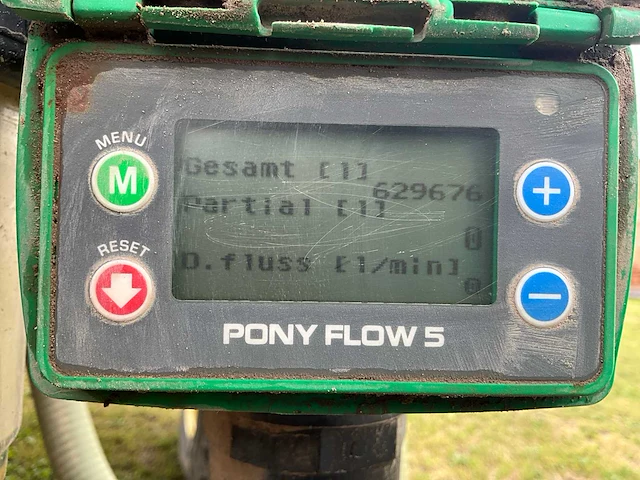 MENU
M
RESET
Gesamt [l]
629676
Partial [l]
0
D.fluss [l/min]
0
+
−
PONY FLOW 5